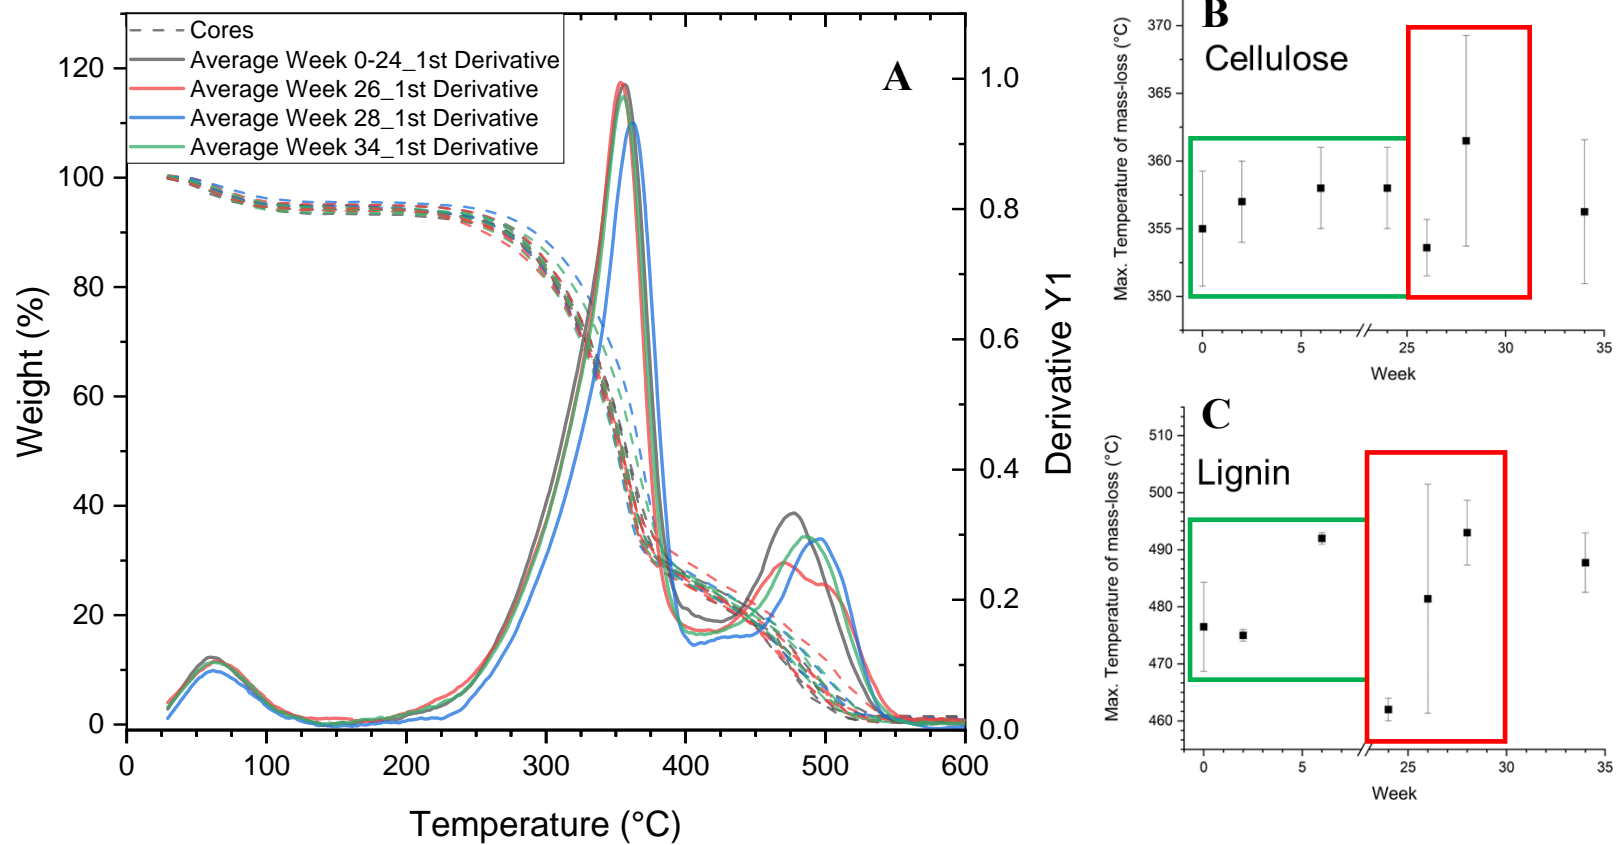 Cores
Average Week 0-24_1st Derivative
Average Week 26_1st Derivative
Average Week 28_1st Derivative
Average Week 34_1st Derivative
A
120
100
80
60
40
20
0
Weight (%)
1.0
0.8
0.6
0.4
0.2
0.0
Derivative Y1
0 100 200 300 400 500 600
Temperature (°C)
B
Cellulose
370
365
360
355
350
Max. Temperature of mass-loss (°C)
0 5 25 30 35
Week
C
Lignin
510
500
490
480
470
460
Max. Temperature of mass-loss (°C)
0 5 25 30 35
Week